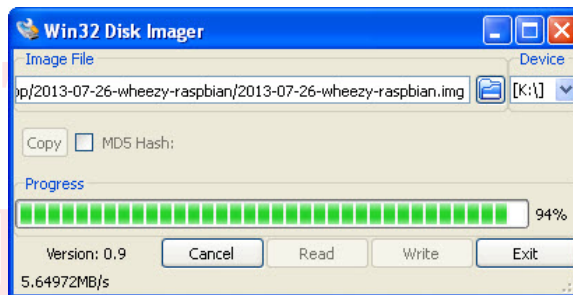 Win32 Disk Imager
Image File Device
op/2013-07-26-wheezy-raspbian/2013-07-26-wheezy-raspbian.img [K:\]
Copy MD5 Hash:
Progress
94%
Version: 0.9 Cancel Read Write Exit
5.64972MB/s